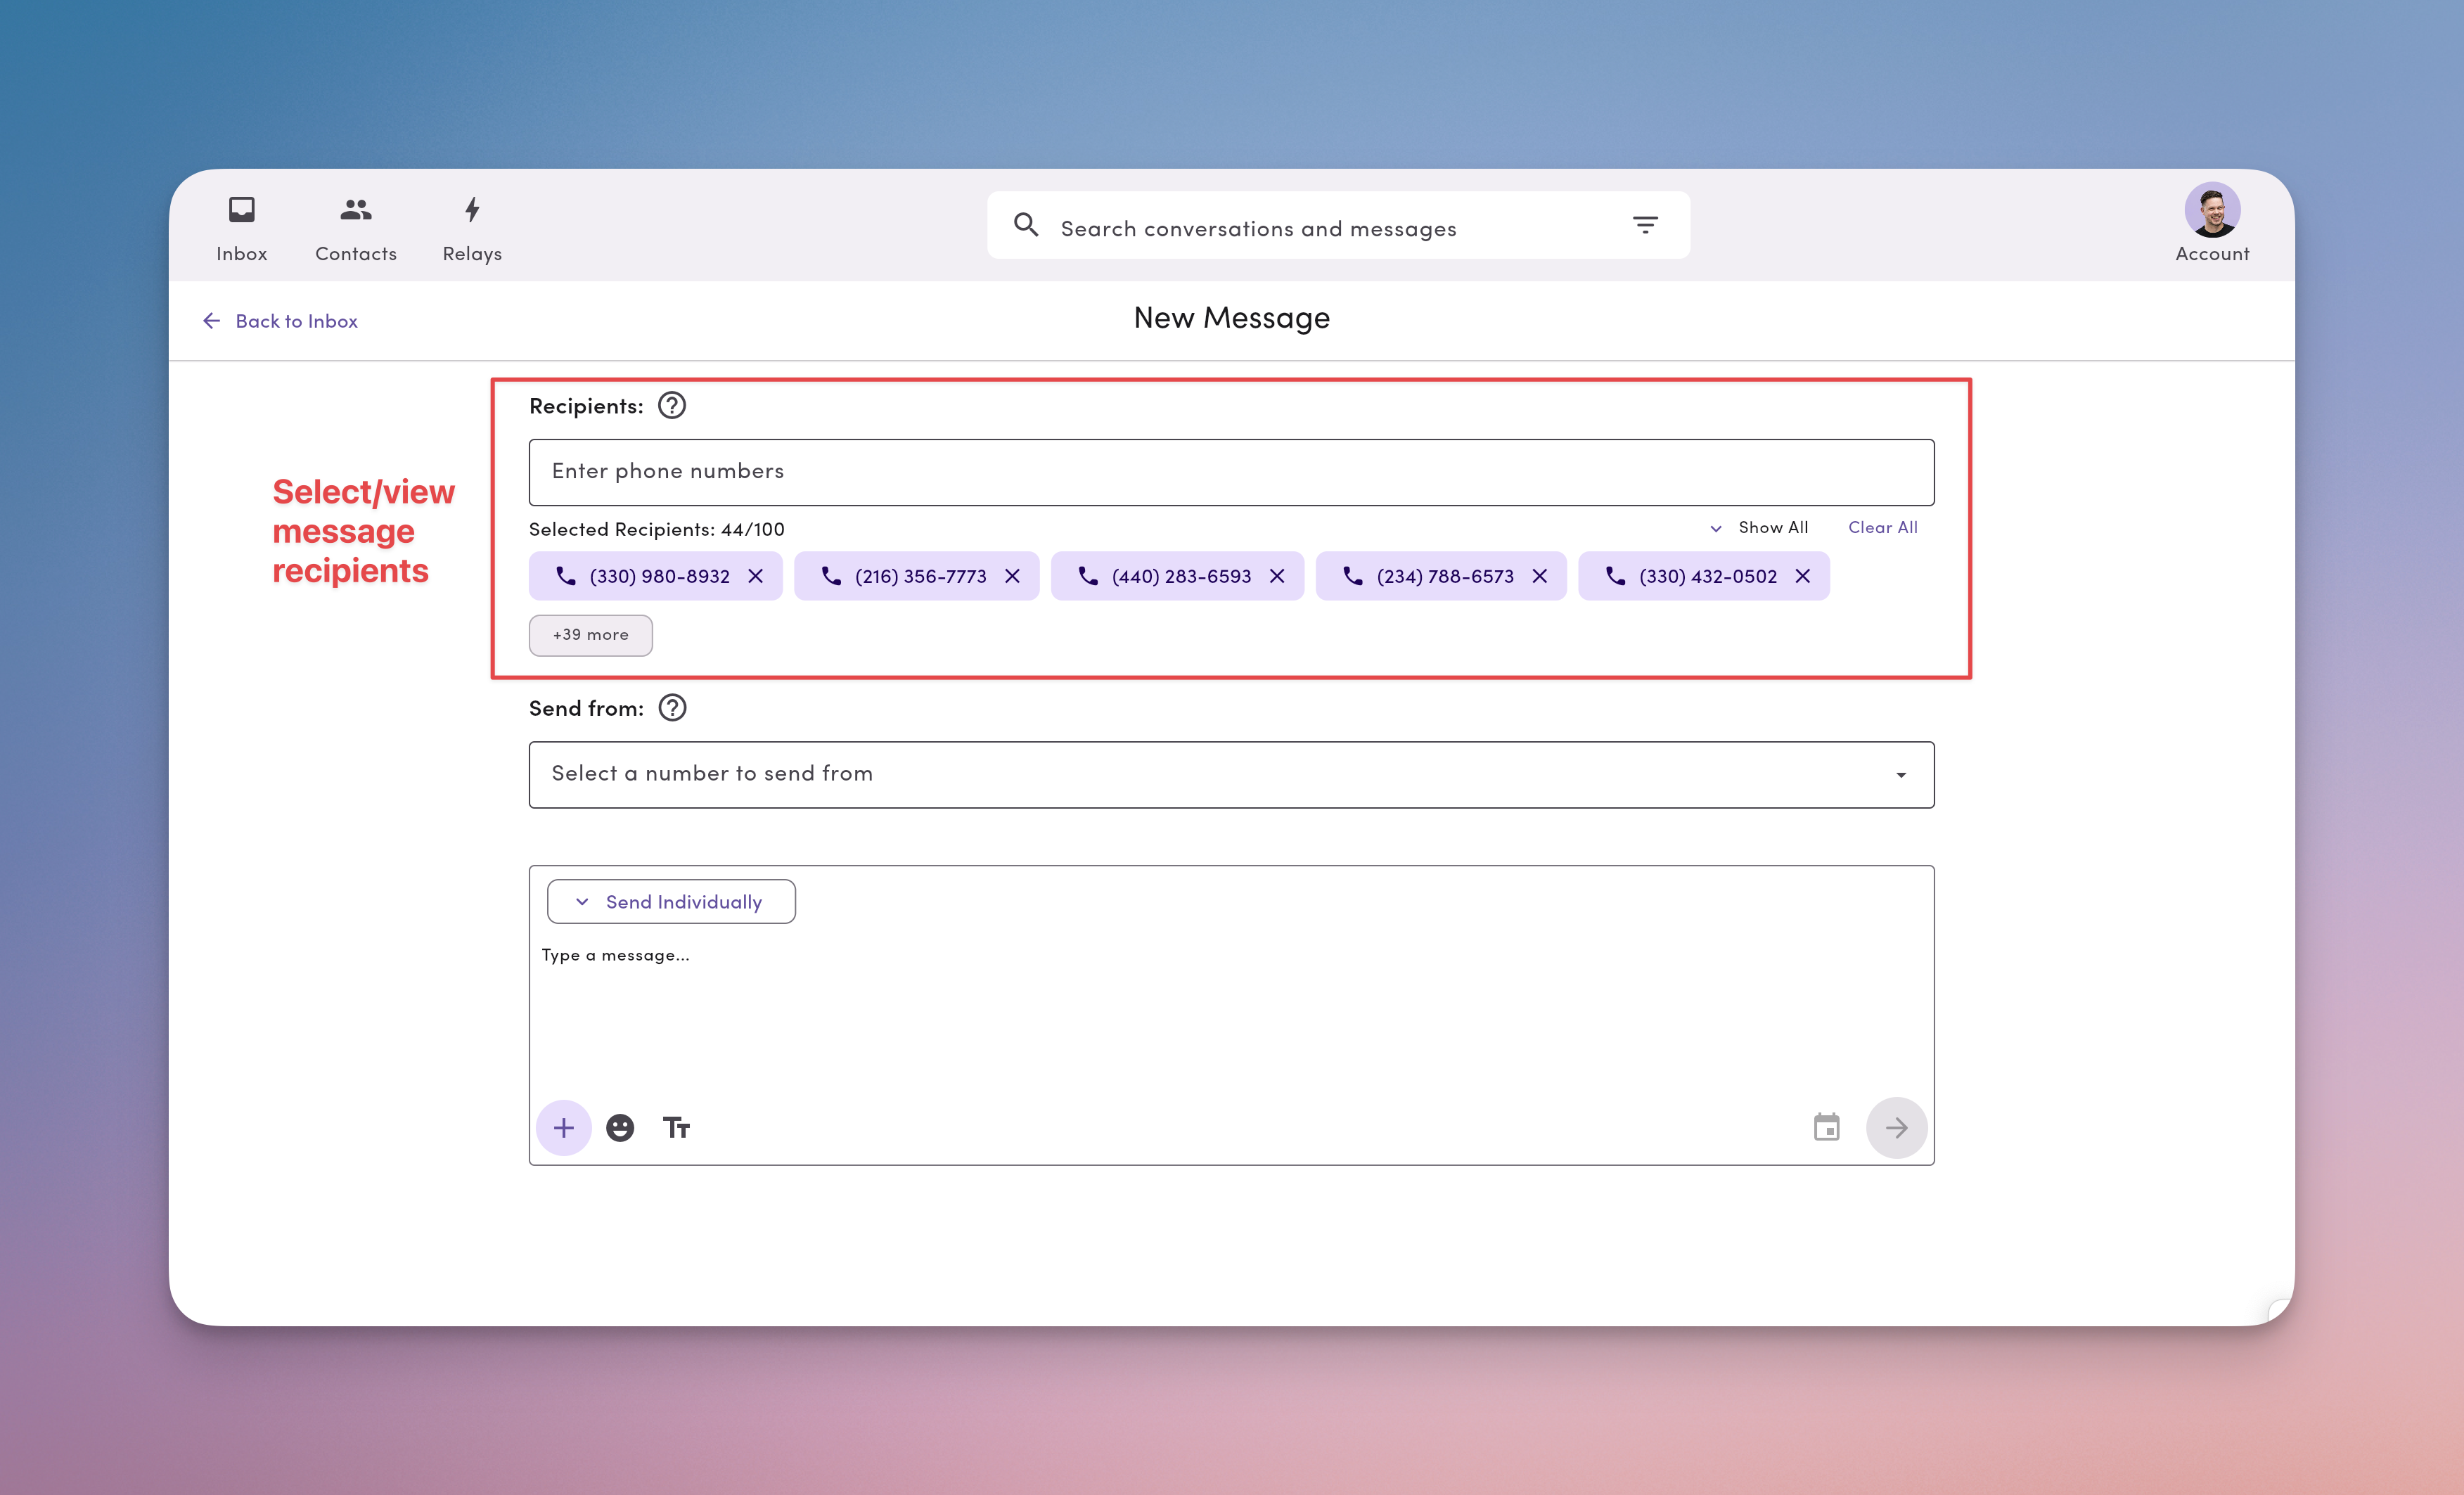 Inbox
Contacts
Relays
Search conversations and messages
Account
Back to Inbox
New Message
Select/view
message
recipients
Recipients:
Enter phone numbers
Selected Recipients: 44/100
Show All
Clear All
(330) 980-8932
(216) 356-7773
(440) 283-6593
(234) 788-6573
(330) 432-0502
+39 more
Send from:
Select a number to send from
Send Individually
Type a message...